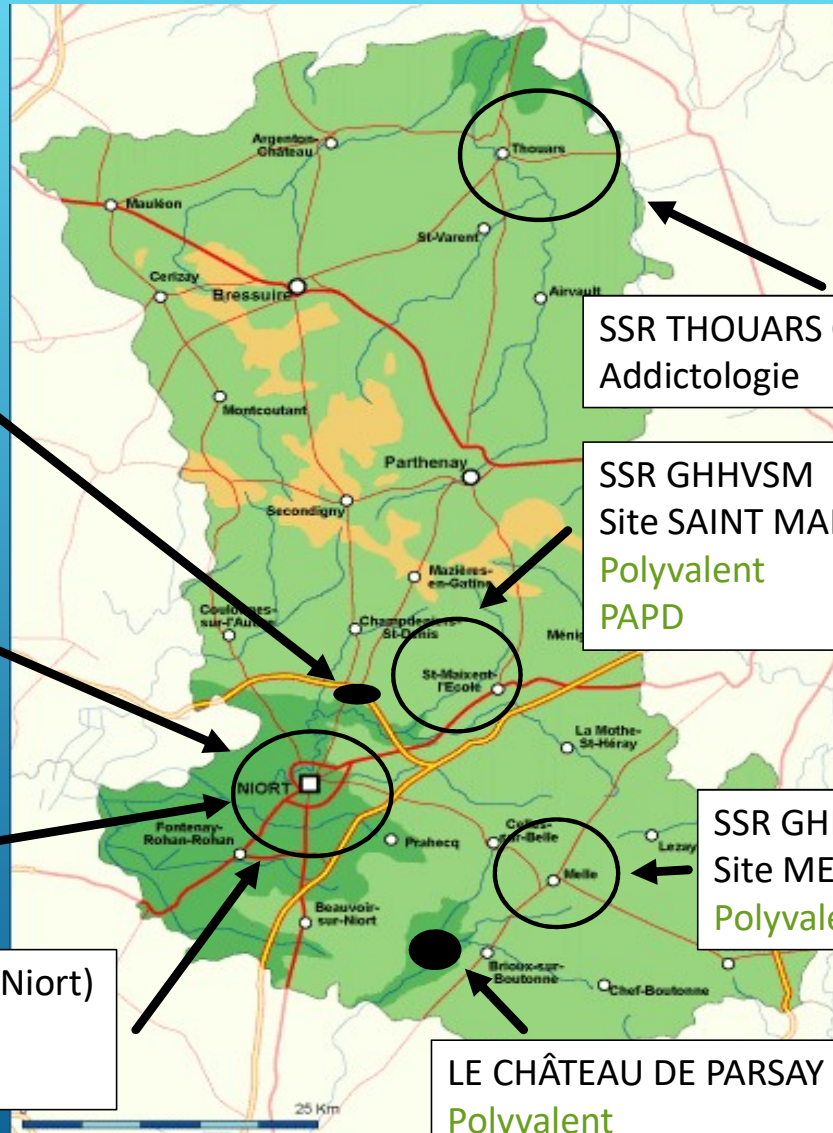 Argenton-
Château
Thouars
Mauléon
St-Varent
Cerizay
Bressuire
Airvault
SSR THOUARS
Addictologie
Montcoutant
Parthenay
SSR GHHVSM
Site SAINT MAI
Polyvalent
PAPD
Secondigny
Mazières-
en-Gatine
Coulonges-
sur-l'Autize
Champdeniers-
St-Denis
Ménig
St-Maixent-
l'Ecole
La Mothe-
St-Héray
NIORT
Fontenay-
Rohan-Rohan
Prahecq
Celles-
sur-Belle
Lezay
SSR GH
Site ME
Polyvale
Melle
Beauvoir-
sur-Niort
Niort)
Brioux-sur-
Boutonne
Chef-Boutonne
LE CHÂTEAU DE PARSAY
Polyvalent
25 Km